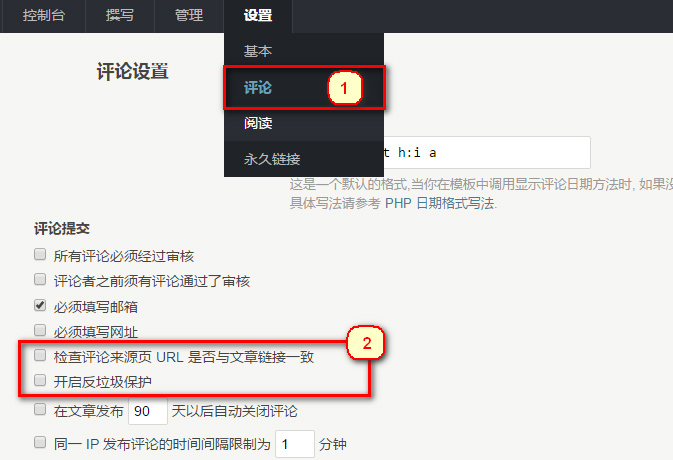 控制台 撰写 管理 设置
基本
评论设置
评论 1
阅读
永久链接
t h:i a
这是一个默认的格式,当你在模板中调用显示评论日期方法时, 如果没
具体写法请参考 PHP 日期格式写法.
评论提交
所有评论必须经过审核
评论者之前须有评论通过了审核
必须填写邮箱
必须填写网址
2
检查评论来源页 URL 是否与文章链接一致
开启反垃圾保护
在文章发布 90 天以后自动关闭评论
同一 IP 发布评论的时间间隔限制为 1 分钟